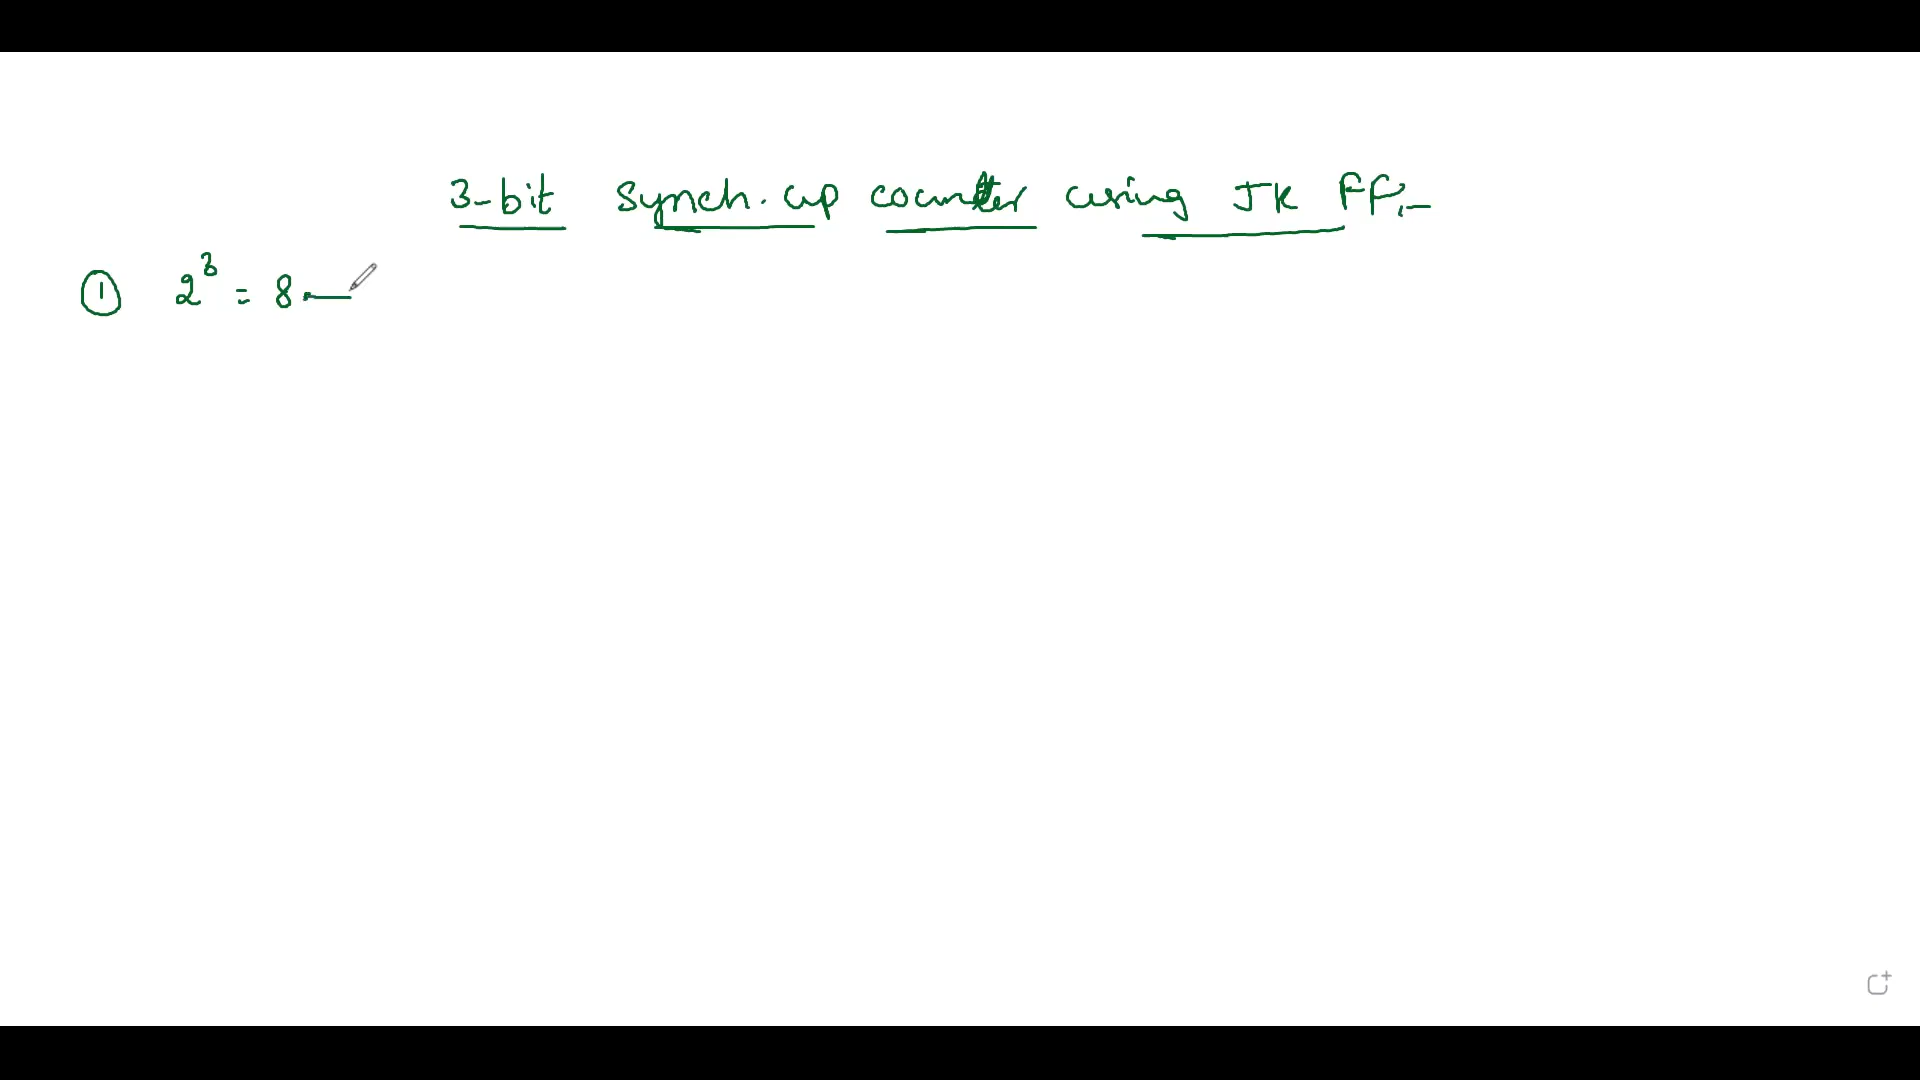 3-bit synch. up counter using JK FF:-
① 2³ = 8 —